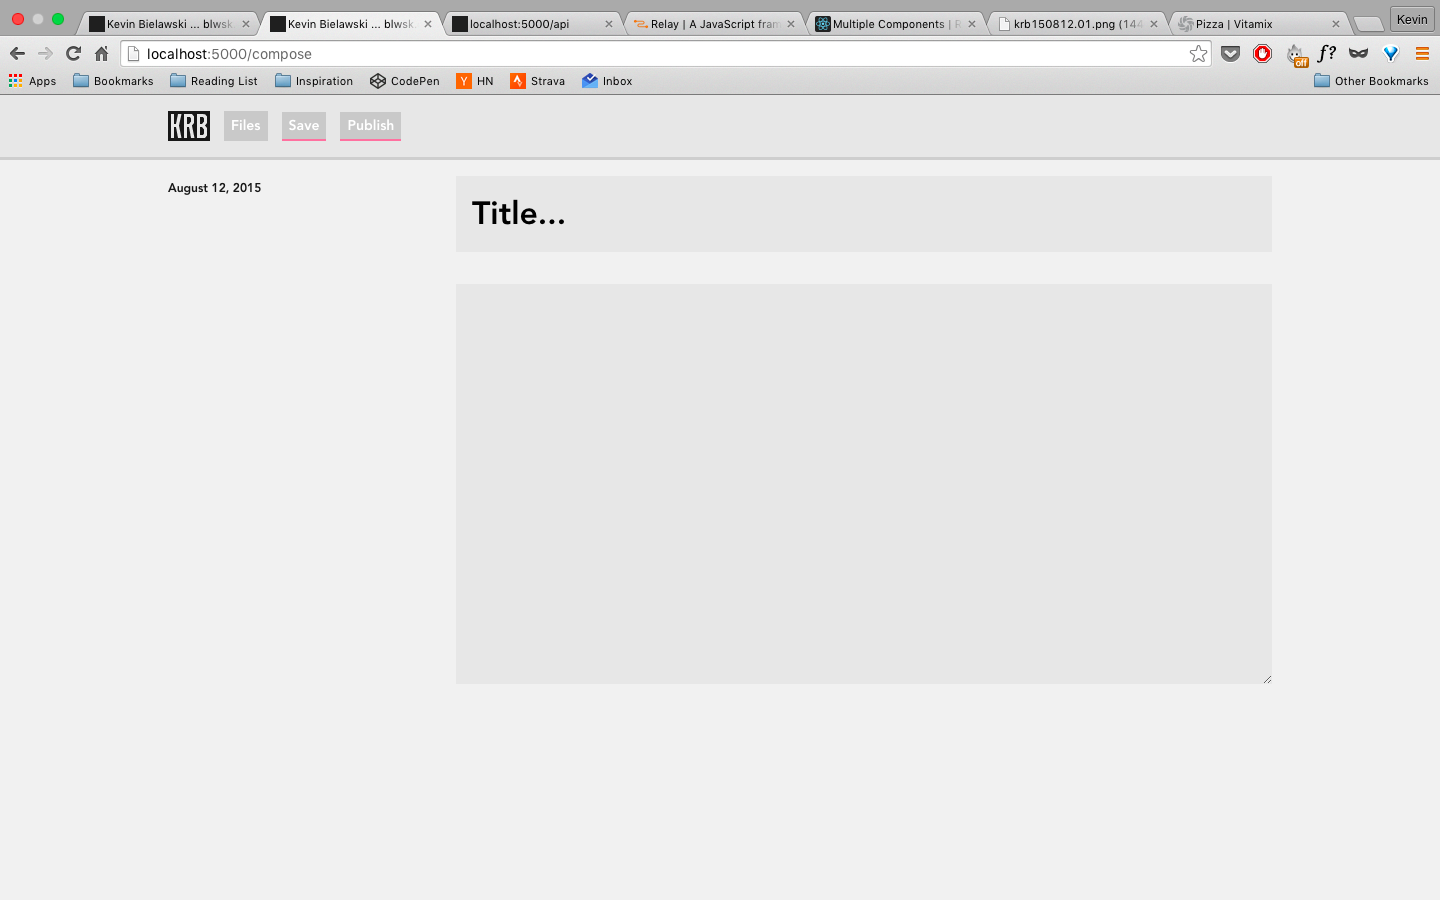 Kevin Bielawski ... blwsk.
Kevin Bielawski ... blwsk.
localhost:5000/api
Relay | A JavaScript fram
Multiple Components | R
krb150812.01.png (144
Pizza | Vitamix
Kevin
localhost:5000/compose
f?
off
Apps
Bookmarks
Reading List
Inspiration
CodePen
Y
HN
Strava
Inbox
Other Bookmarks
KRB
Files
Save
Publish
August 12, 2015
Title...